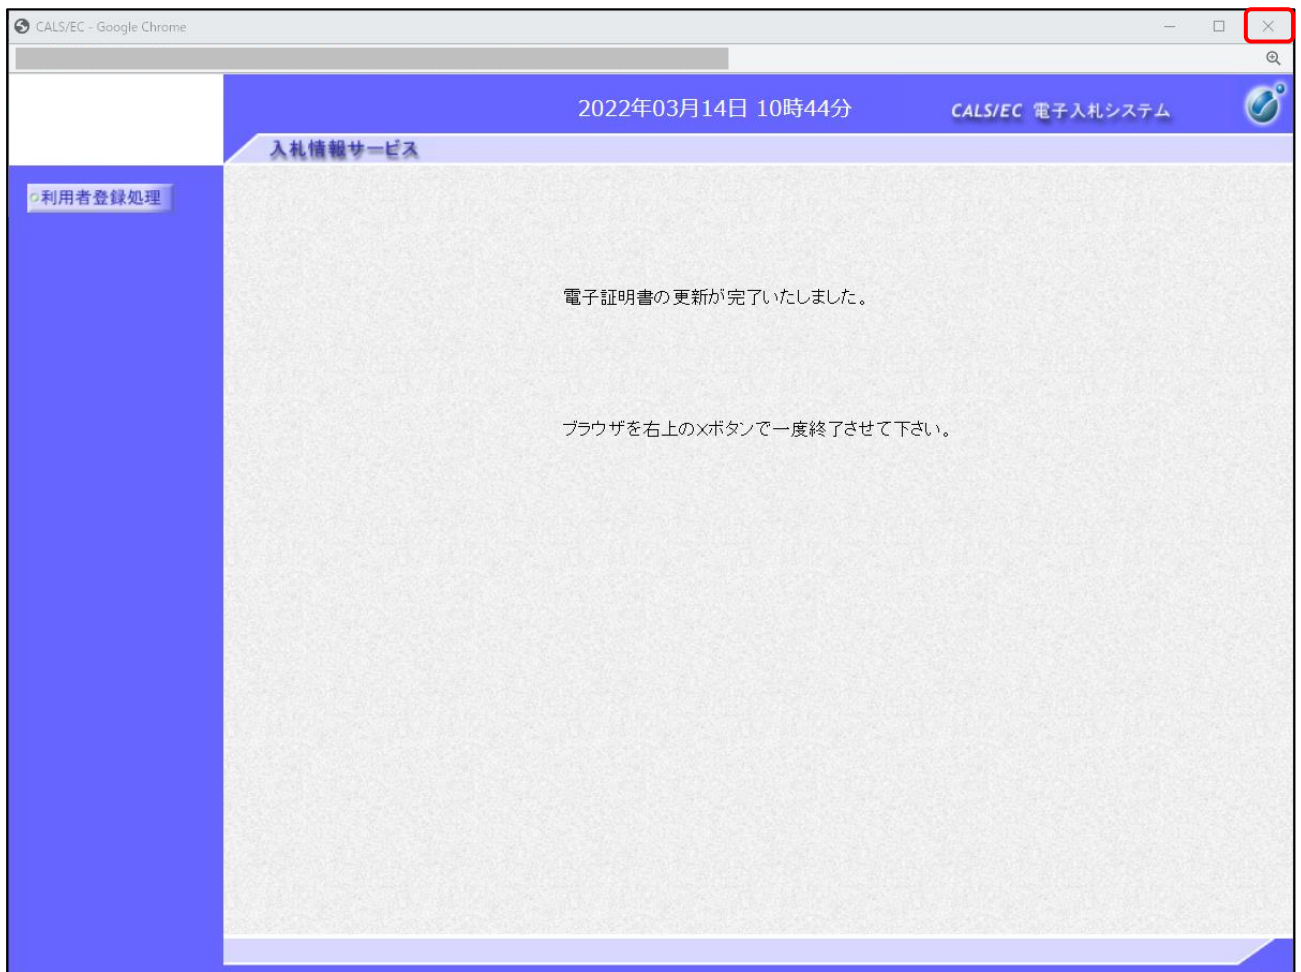 CALS/EC - Google Chrome
2022年03月14日 10時44分
CALS/EC 電子入札システム
入札情報サービス
利用者登録処理
電子証明書の更新が完了いたしました。
ブラウザを右上の×ボタンで一度終了させて下さい。